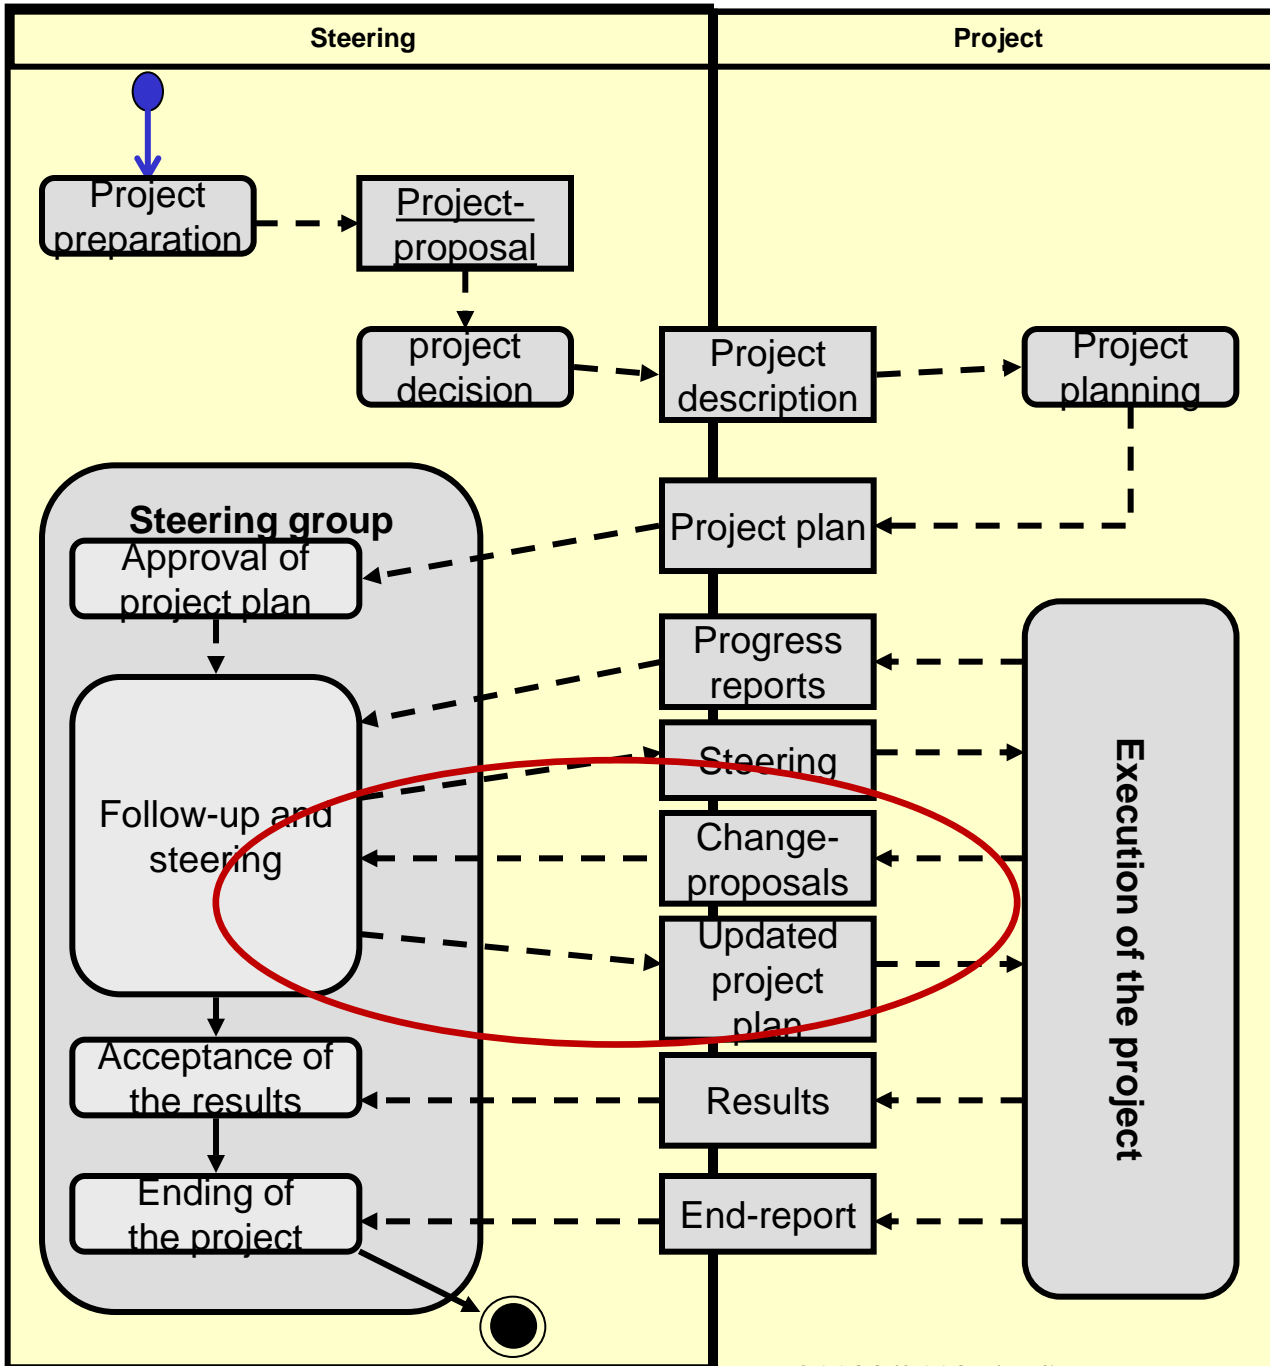 Steering
Project
Project
preparation
Project-
proposal
project
decision
Project
description
Project
planning
Steering group
Approval of
project plan
Project plan
Progress
reports
Steering
Follow-up and
steering
Change-
proposals
Updated
project
plan
Execution of the project
Acceptance of
the results
Results
Ending of
the project
End-report